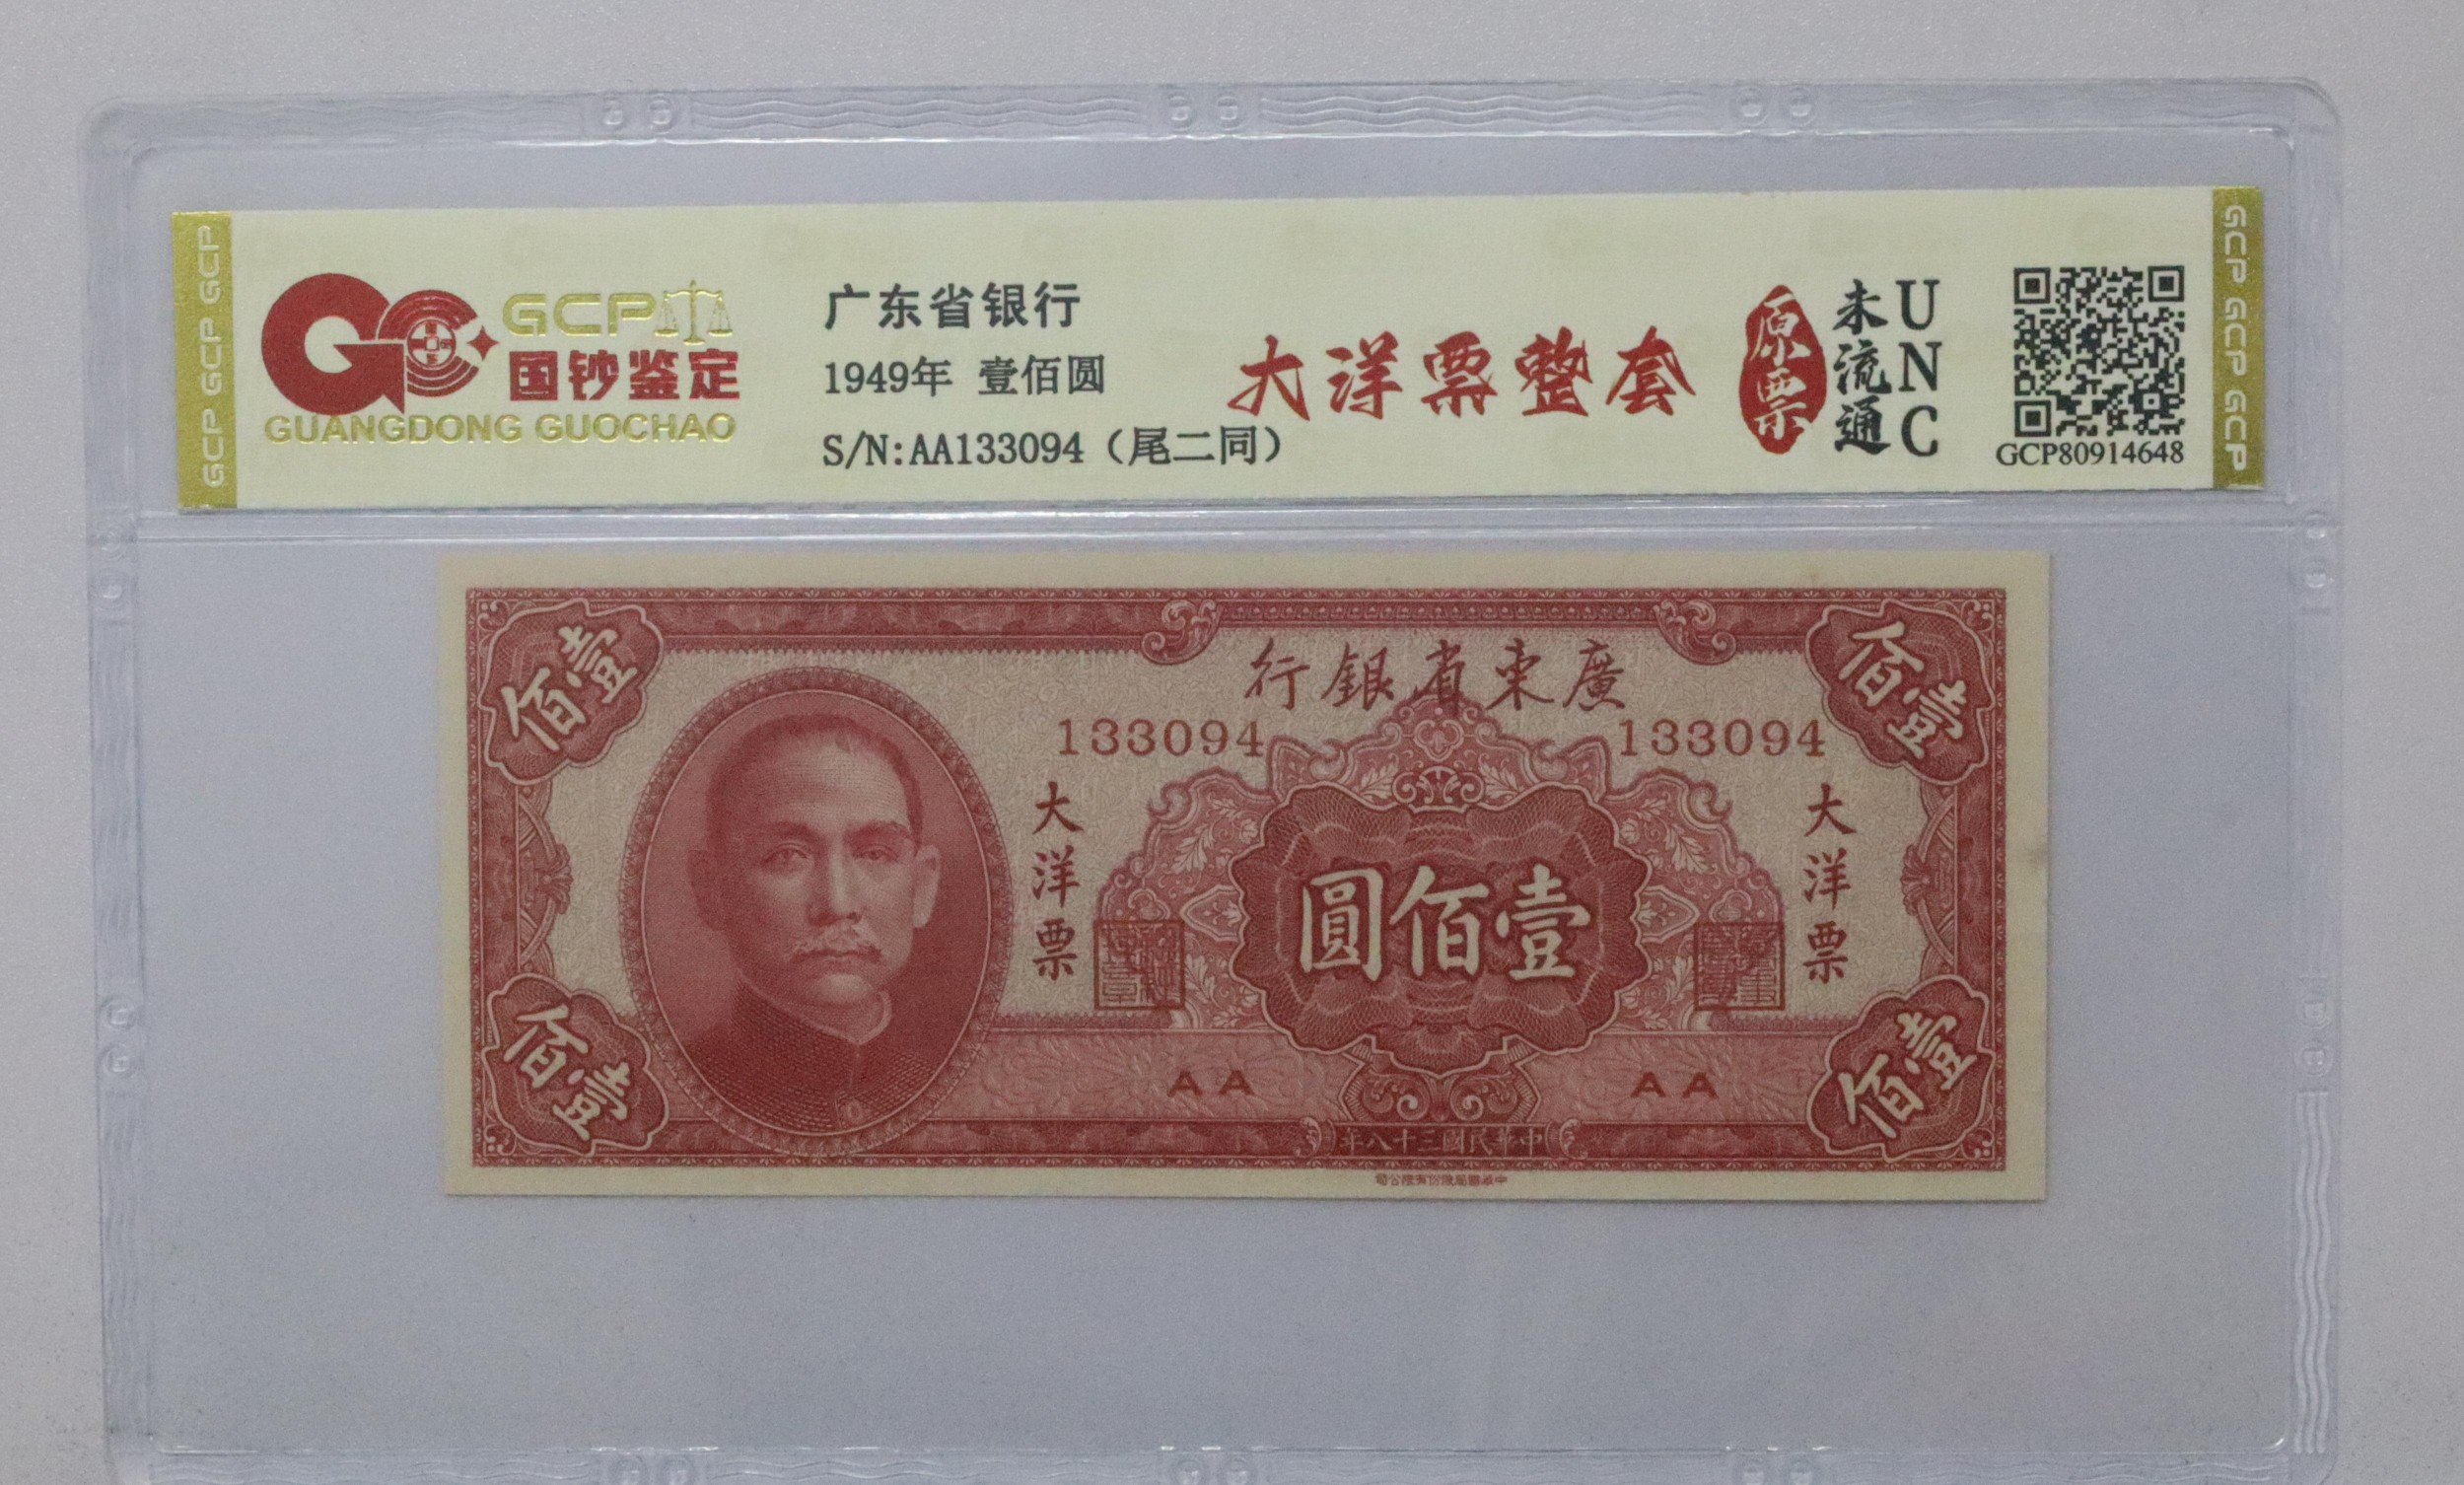 GCP GCP GCP
GCP
国钞鉴定
GUANGDONG GUOCHAO
广东省银行
1949年 壹佰圆
S/N:AA133094（尾二同）
大洋票整套
原票
未流通
UNC
GCP80914648
GCP GCP GCP
壹佰
壹佰
廣東省銀行
133094
133094
大洋票
大洋票
壹佰圓
AA
AA
壹佰
壹佰
中華民國三十八年